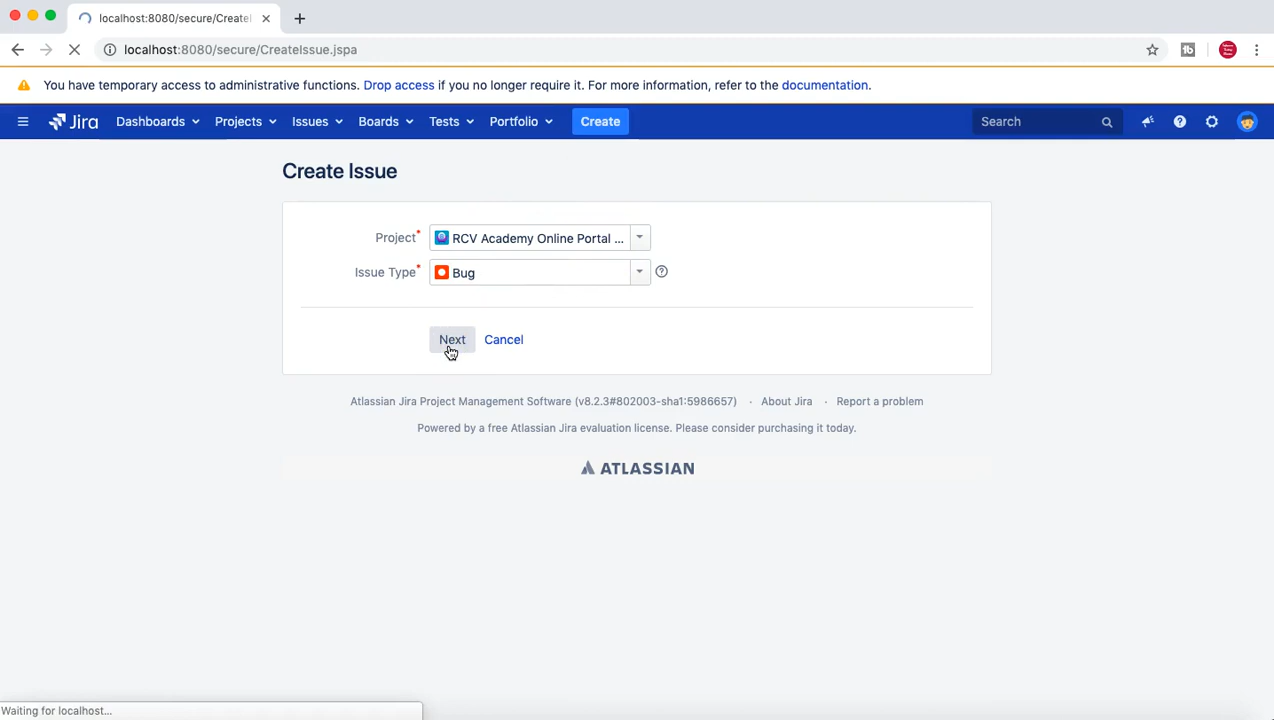 localhost:8080/secure/Create
localhost:8080/secure/CreateIssue.jspa
You have temporary access to administrative functions. Drop access if you no longer require it. For more information, refer to the documentation.
Jira Dashboards Projects Issues Boards Tests Portfolio Create Search
Create Issue
Project* RCV Academy Online Portal ...
Issue Type* Bug
Next Cancel
Atlassian Jira Project Management Software (v8.2.3#802003-sha1:5986657) · About Jira · Report a problem
Powered by a free Atlassian Jira evaluation license. Please consider purchasing it today.
ATLASSIAN
Waiting for localhost...